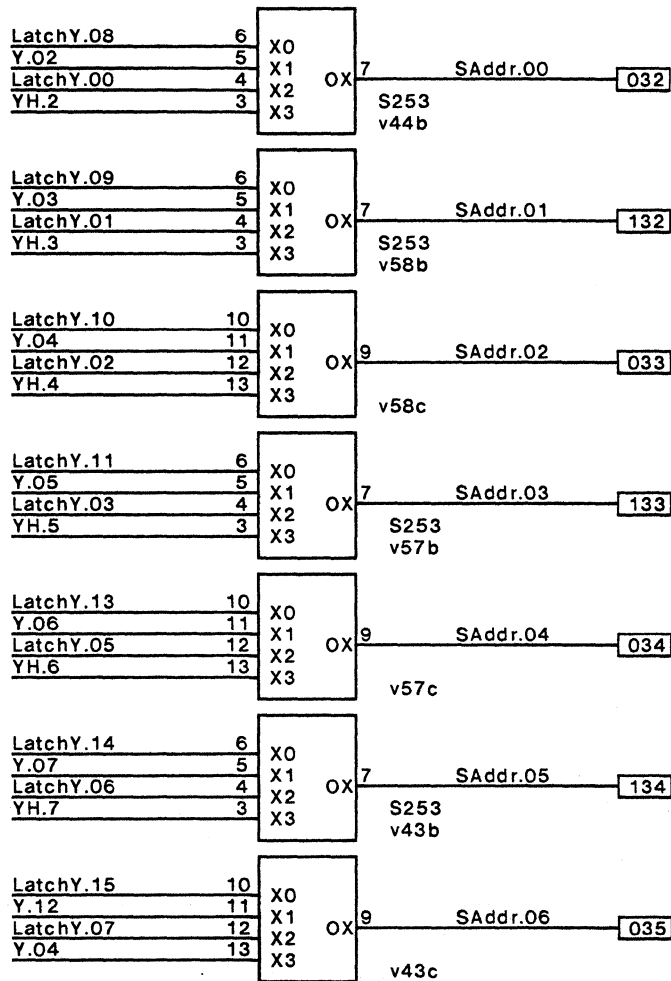 LatchY.08 6 X0
Y.02 5 X1 OX 7 SAddr.00 032
LatchY.00 4 X2
YH.2 3 X3 S253
v44b
LatchY.09 6 X0
Y.03 5 X1 OX 7 SAddr.01 132
LatchY.01 4 X2
YH.3 3 X3 S253
v58b
LatchY.10 10 X0
Y.04 11 X1 OX 9 SAddr.02 033
LatchY.02 12 X2
YH.4 13 X3
v58c
LatchY.11 6 X0
Y.05 5 X1 OX 7 SAddr.03 133
LatchY.03 4 X2
YH.5 3 X3 S253
v57b
LatchY.13 10 X0
Y.06 11 X1 OX 9 SAddr.04 034
LatchY.05 12 X2
YH.6 13 X3
v57c
LatchY.14 6 X0
Y.07 5 X1 OX 7 SAddr.05 134
LatchY.06 4 X2
YH.7 3 X3 S253
v43b
LatchY.15 10 X0
Y.12 11 X1 OX 9 SAddr.06 035
LatchY.07 12 X2
Y.04 13 X3
v43c